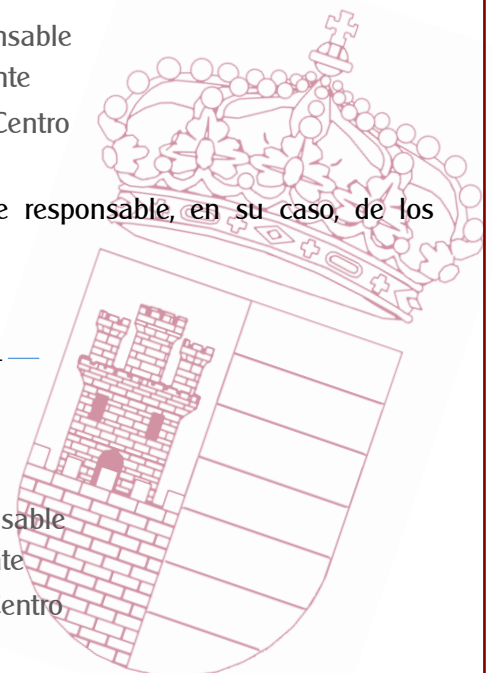 nsable
nte
Centro
e responsable, en su caso, de los
sable
te
entro